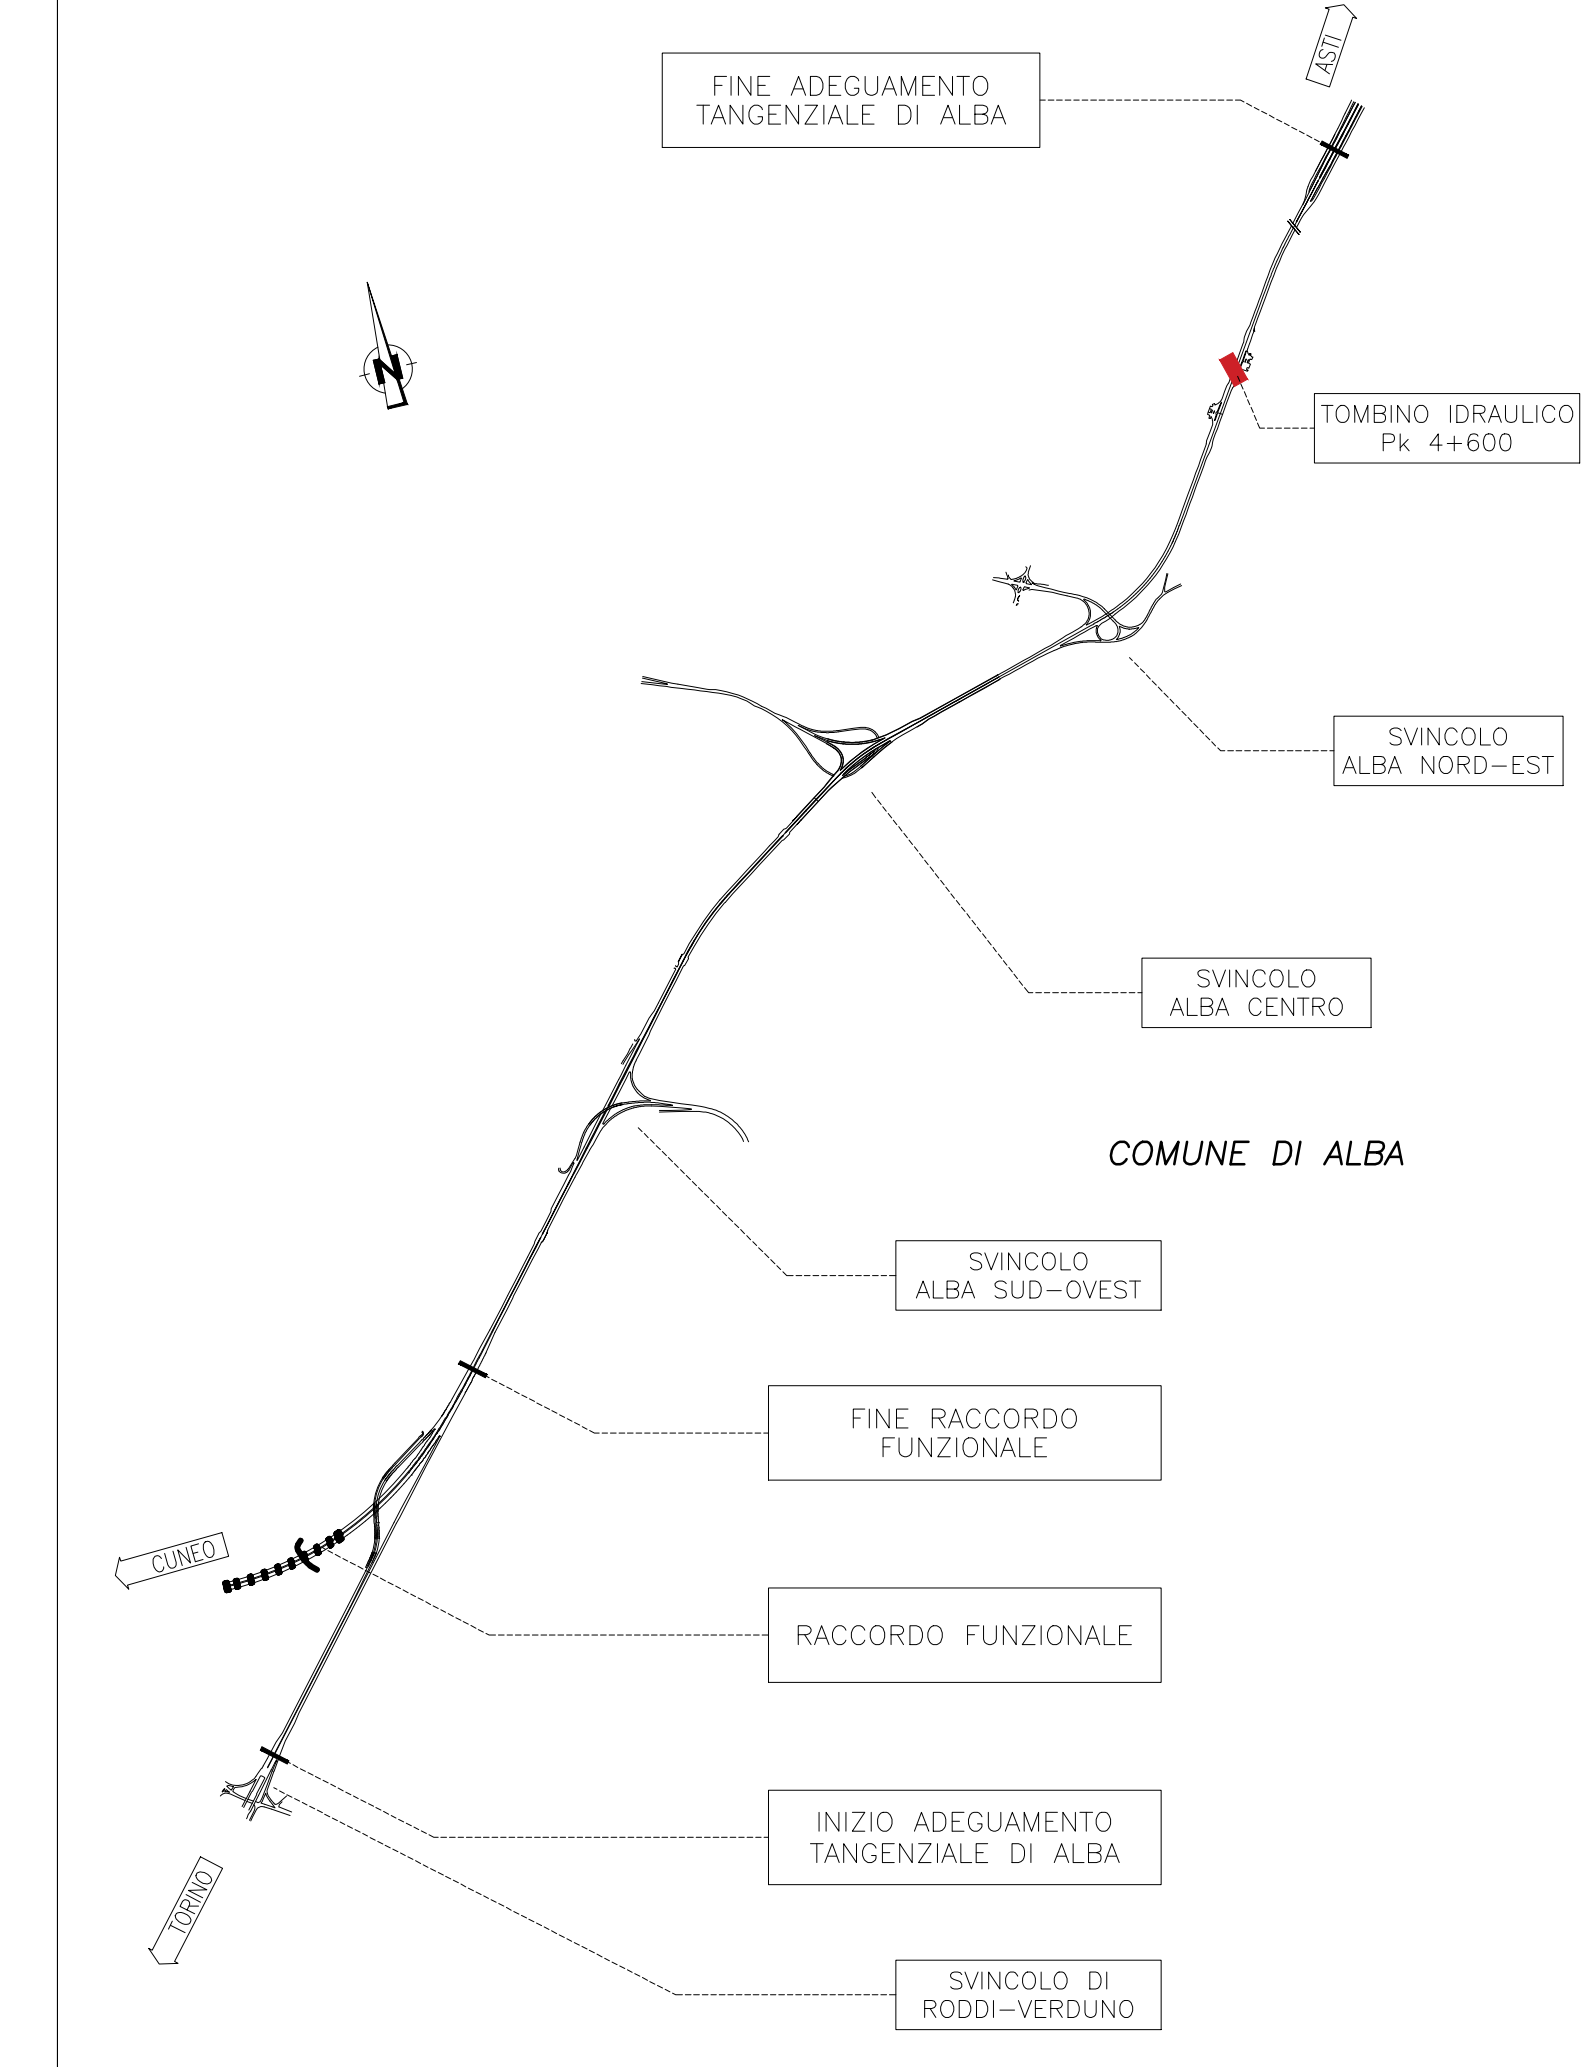 ASTI
FINE ADEGUAMENTO
TANGENZIALE DI ALBA
N
TOMBINO IDRAULICO
Pk 4+600
SVINCOLO
ALBA NORD-EST
SVINCOLO
ALBA CENTRO
COMUNE DI ALBA
SVINCOLO
ALBA SUD-OVEST
FINE RACCORDO
FUNZIONALE
CUNEO
RACCORDO FUNZIONALE
INIZIO ADEGUAMENTO
TANGENZIALE DI ALBA
TORINO
SVINCOLO DI
RODDI-VERDUNO